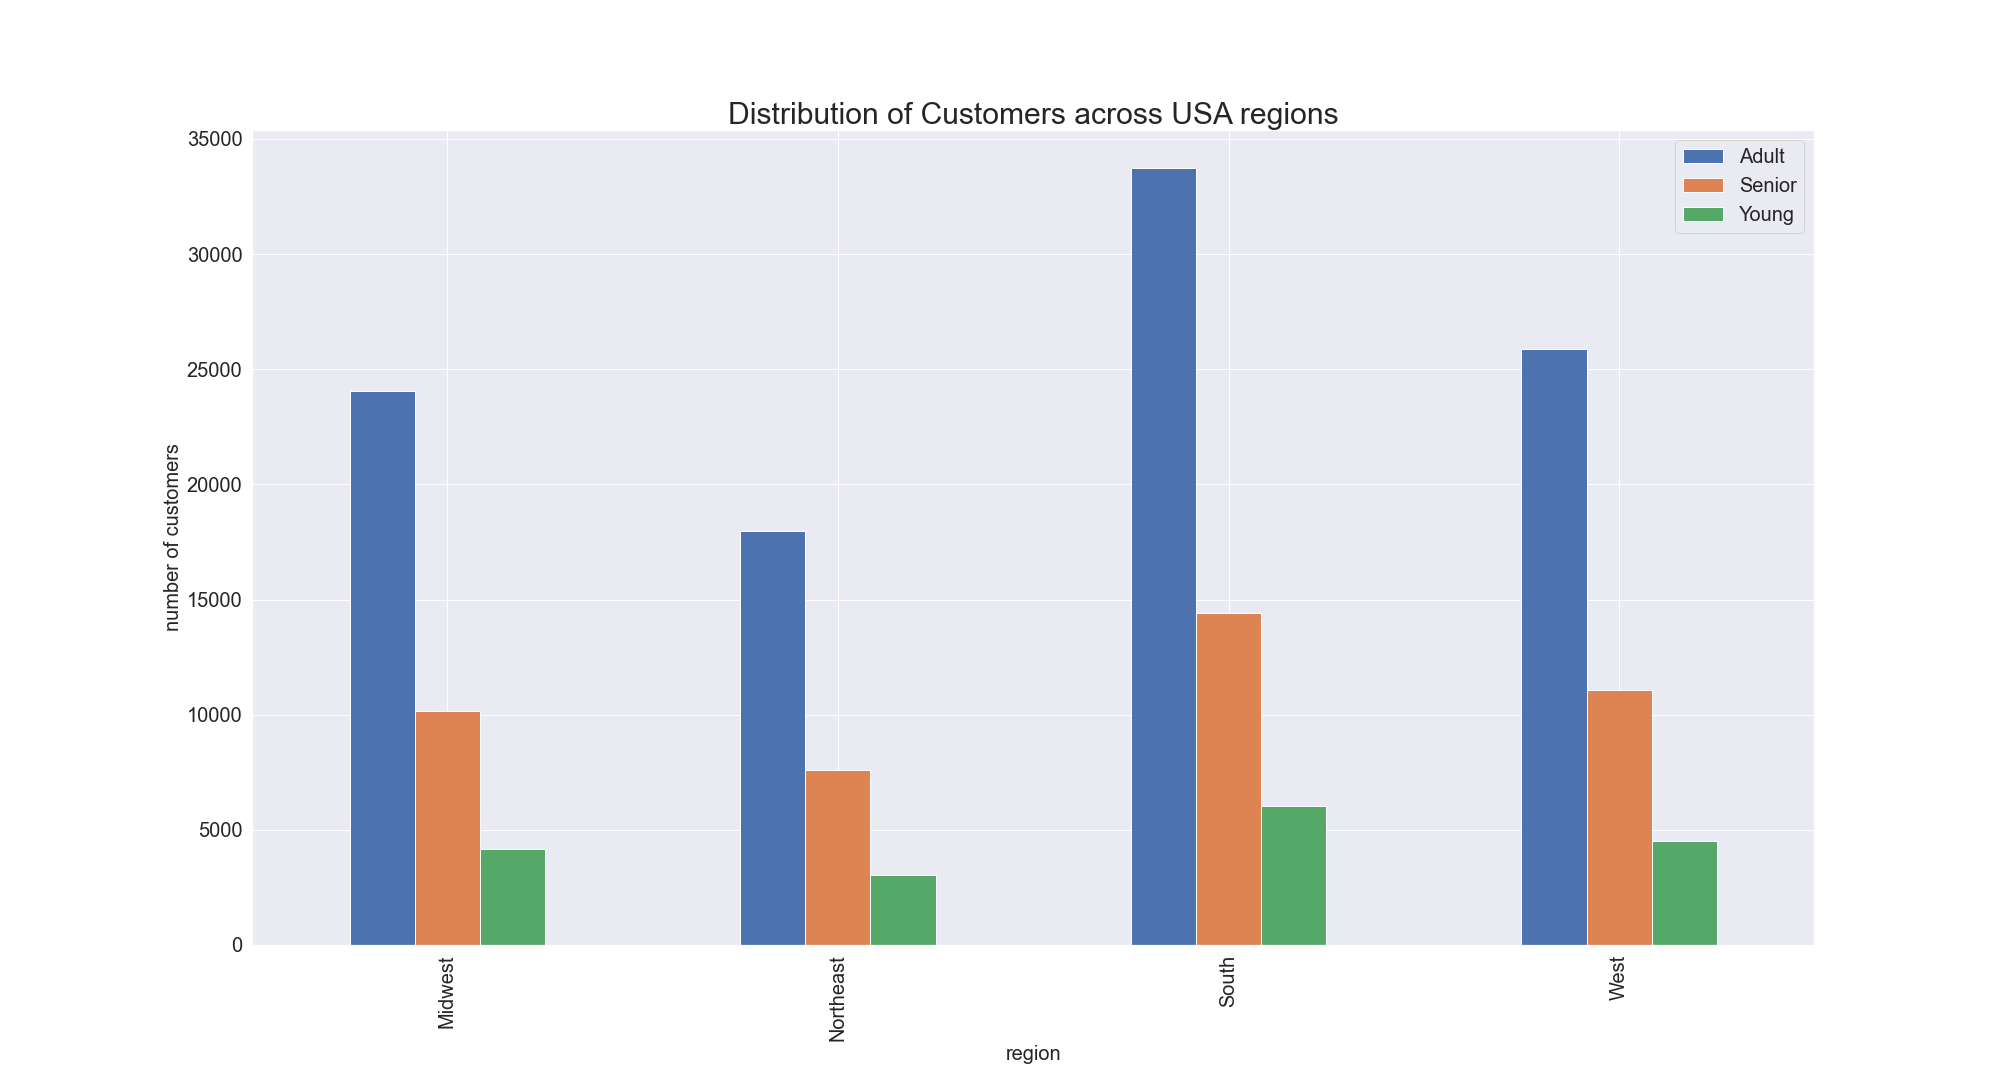 Distribution of Customers across USA regions
35000
30000
25000
20000
15000
10000
5000
0
number of customers
Adult
Senior
Young
Midwest
Northeast
South
West
region